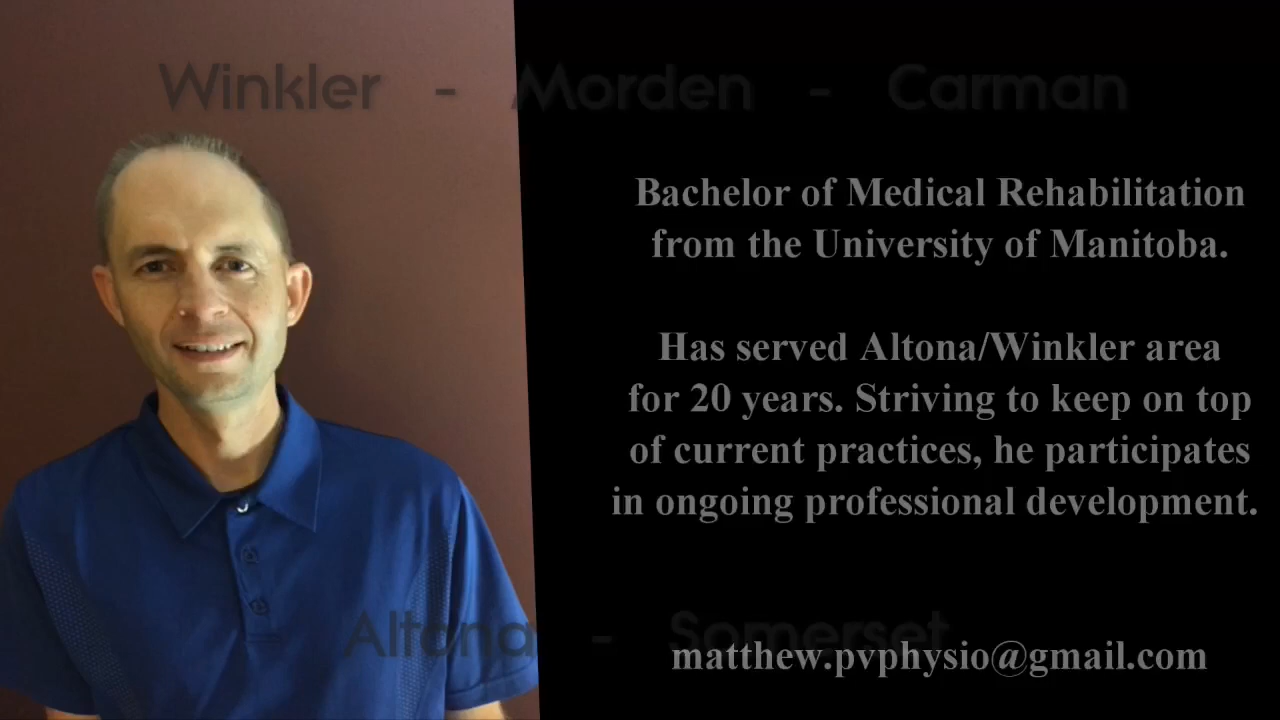 Winkler - Morden - Carman
Bachelor of Medical Rehabilitation
from the University of Manitoba.
Has served Altona/Winkler area
for 20 years. Striving to keep on top
of current practices, he participates
in ongoing professional development.
Altona - Somerset
matthew.pvphysio@gmail.com